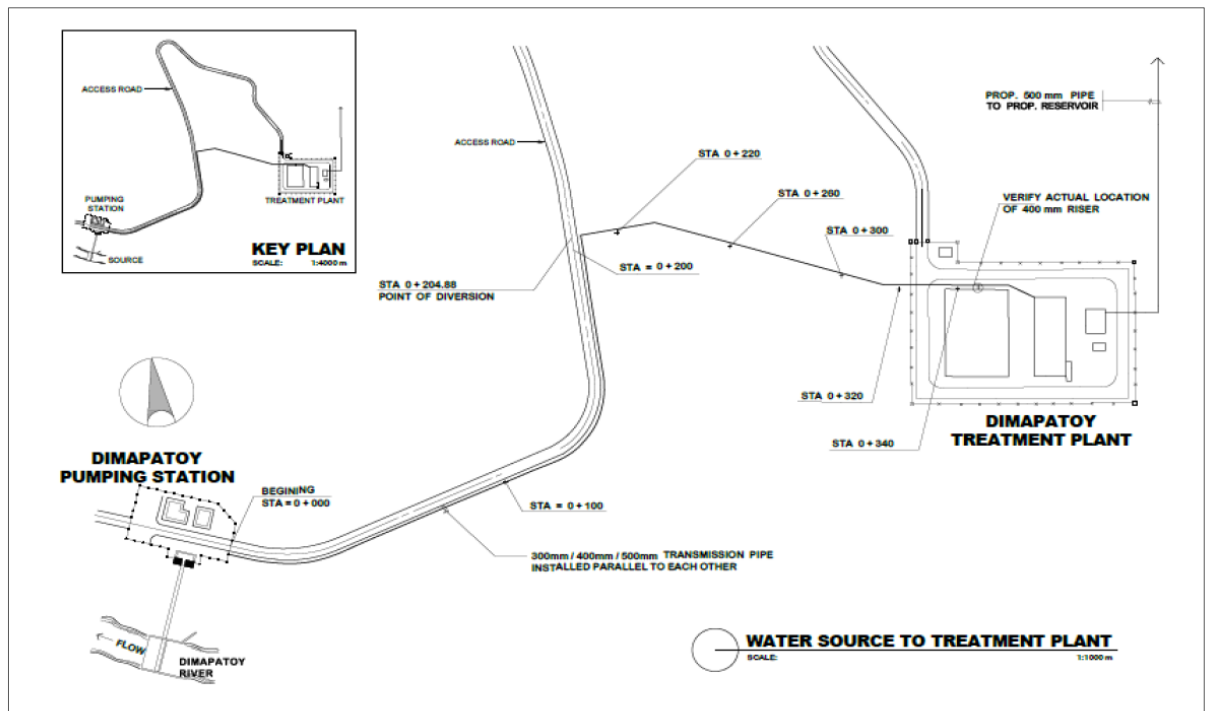 ACCESS ROAD
PUMPING
STATION
SOURCE
TREATMENT PLANT
KEY PLAN
SCALE: 1:4000 m
ACCESS ROAD
STA 0+220
STA 0+260
STA 0+300
STA = 0+200
STA 0+204.88
POINT OF DIVERSION
PROP. 500 mm PIPE
TO PROP. RESERVOIR
VERIFY ACTUAL LOCATION
OF 400 mm RISER
STA 0+320
STA 0+340
DIMAPATOY
TREATMENT PLANT
DIMAPATOY
PUMPING STATION
BEGINING
STA = 0+000
STA = 0+100
300mm / 400mm / 500mm TRANSMISSION PIPE
INSTALLED PARALLEL TO EACH OTHER
FLOW
DIMAPATOY
RIVER
WATER SOURCE TO TREATMENT PLANT
SCALE: 1:1000 m